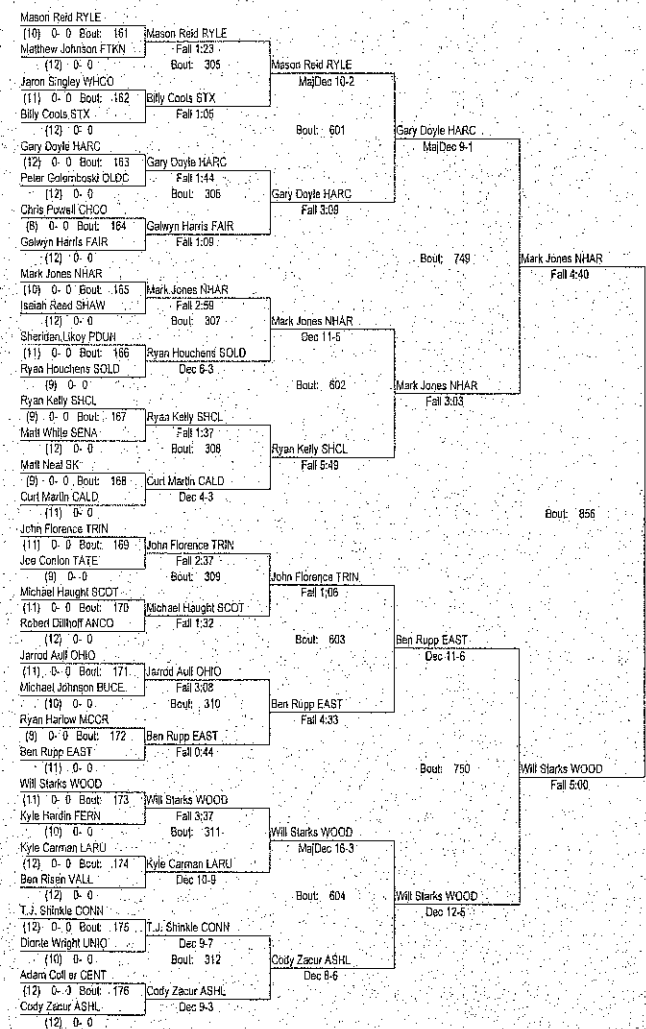 Mason Reid RYLE
(10) 0- 0 Bout: 161
Matthew Johnson FTKN
(12) 0- 0
Jaron Singley WHCO
(11) 0- 0 Bout: 162
Billy Cools STX
(12) 0- 0
Gary Doyle HARC
(12) 0- 0 Bout: 163
Peter Golomboski OLDC
(12) 0- 0
Chris Powell CHCO
(8) 0- 0 Bout: 164
Galwyn Harris FAIR
(12) 0- 0
Mark Jones NHAR
(10) 0- 0 Bout: 165
Isaiah Reed SHAW
(12) 0- 0
Sheridan Likoy PDUN
(11) 0- 0 Bout: 166
Ryan Houchens SOLD
(9) 0- 0
Ryan Kelly SHCL
(9) 0- 0 Bout: 167
Matt While SENA
(12) 0- 0
Matt Neal SK
(9) 0- 0 Bout: 168
Curt Martin CALD
(11) 0- 0
John Florence TRIN
(11) 0- 0 Bout: 169
Joe Conlon TATE
(9) 0- 0
Michael Haught SCOT
(11) 0- 0 Bout: 170
Robert Dillhoff ANCO
(12) 0- 0
Jarrod Ault OHIO
(11) 0- 0 Bout: 171
Michael Johnson BUCE
(10) 0- 0
Ryan Harlow MCCR
(9) 0- 0 Bout: 172
Ben Rupp EAST
(11) 0- 0
Will Starks WOOD
(11) 0- 0 Bout: 173
Kyle Hardin FERN
(10) 0- 0
Kyle Carman LARU
(12) 0- 0 Bout: 174
Ben Risen VALL
(12) 0- 0
T.J. Shinkle CONN
(12) 0- 0 Bout: 175
Dionte Wright UNIO
(10) 0- 0
Adam Coller CENT
(12) 0- 0 Bout: 176
Cody Zacur ASHL
(12) 0- 0
Mason Reid RYLE
Fall 1:23
Bout: 305
Billy Cools STX
Fall 1:05
Gary Doyle HARC
Fall 1:44
Bout: 306
Galwyn Harris FAIR
Fall 1:09
Mark Jones NHAR
Fall 2:59
Bout: 307
Ryan Houchens SOLD
Dec 6-3
Ryan Kelly SHCL
Fall 1:37
Bout: 308
Curt Martin CALD
Dec 4-3
John Florence TRIN
Fall 2:37
Bout: 309
Michael Haught SCOT
Fall 1:32
Jarrod Ault OHIO
Fall 3:08
Bout: 310
Ben Rupp EAST
Fall 0:44
Will Starks WOOD
Fall 3:37
Bout: 311
Kyle Carman LARU
Dec 10-9
T.J. Shinkle CONN
Dec 9-7
Bout: 312
Cody Zacur ASHL
Dec 9-3
Mason Reid RYLE
MajDec 10-2
Bout: 601
Gary Doyle HARC
Fall 3:09
Mark Jones NHAR
Dec 11-5
Bout: 602
Ryan Kelly SHCL
Fall 5:49
John Florence TRIN
Fall 1:06
Bout: 603
Ben Rupp EAST
Fall 4:33
Will Starks WOOD
MajDec 16-3
Bout: 604
Cody Zacur ASHL
Dec 8-6
Gary Doyle HARC
MajDec 9-1
Bout: 749
Mark Jones NHAR
Fall 3:03
Ben Rupp EAST
Dec 11-6
Bout: 750
Will Starks WOOD
Dec 12-5
Mark Jones NHAR
Fall 4:40
Bout: 856
Will Starks WOOD
Fall 5:00